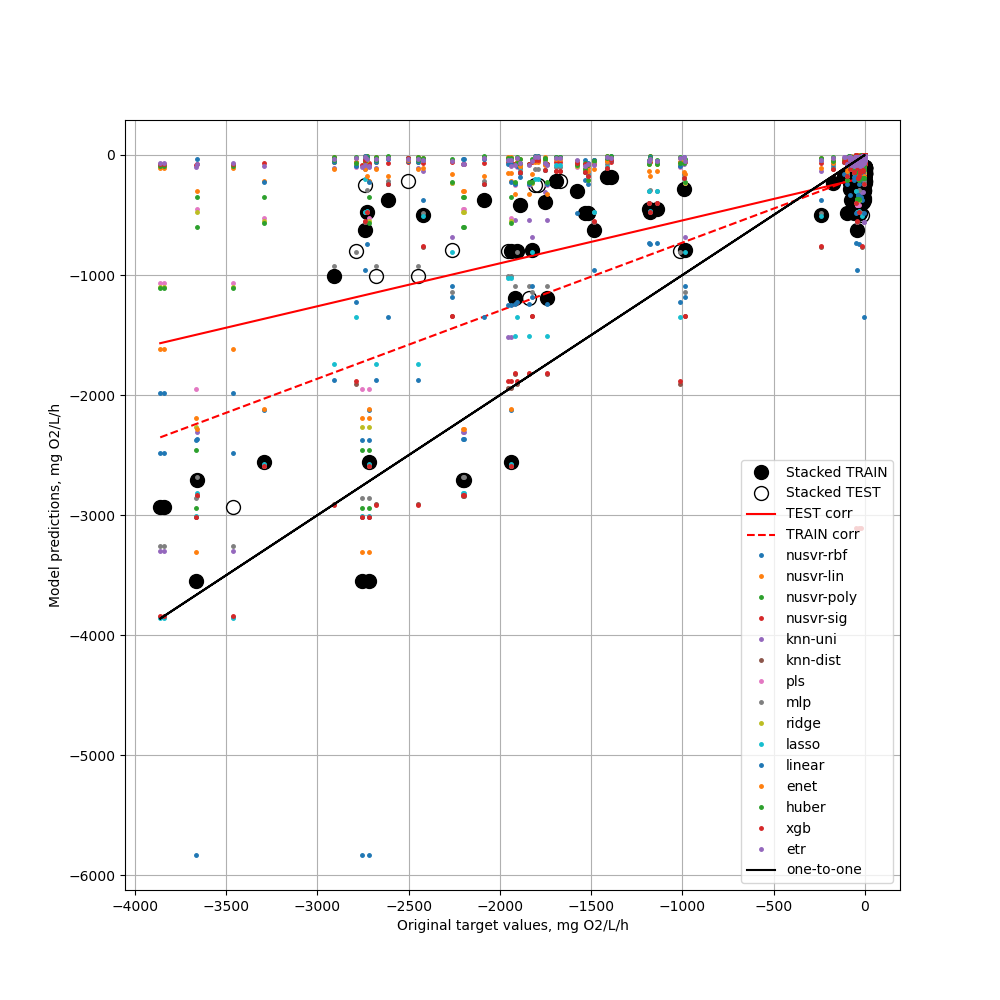 0
−1000
−2000
−3000
−4000
−5000
−6000
Model predictions, mg O2/L/h
−4000
−3500
−3000
−2500
−2000
−1500
−1000
−500
0
Original target values, mg O2/L/h
Stacked TRAIN
Stacked TEST
TEST corr
TRAIN corr
nusvr-rbf
nusvr-lin
nusvr-poly
nusvr-sig
knn-uni
knn-dist
pls
mlp
ridge
lasso
linear
enet
huber
xgb
etr
one-to-one